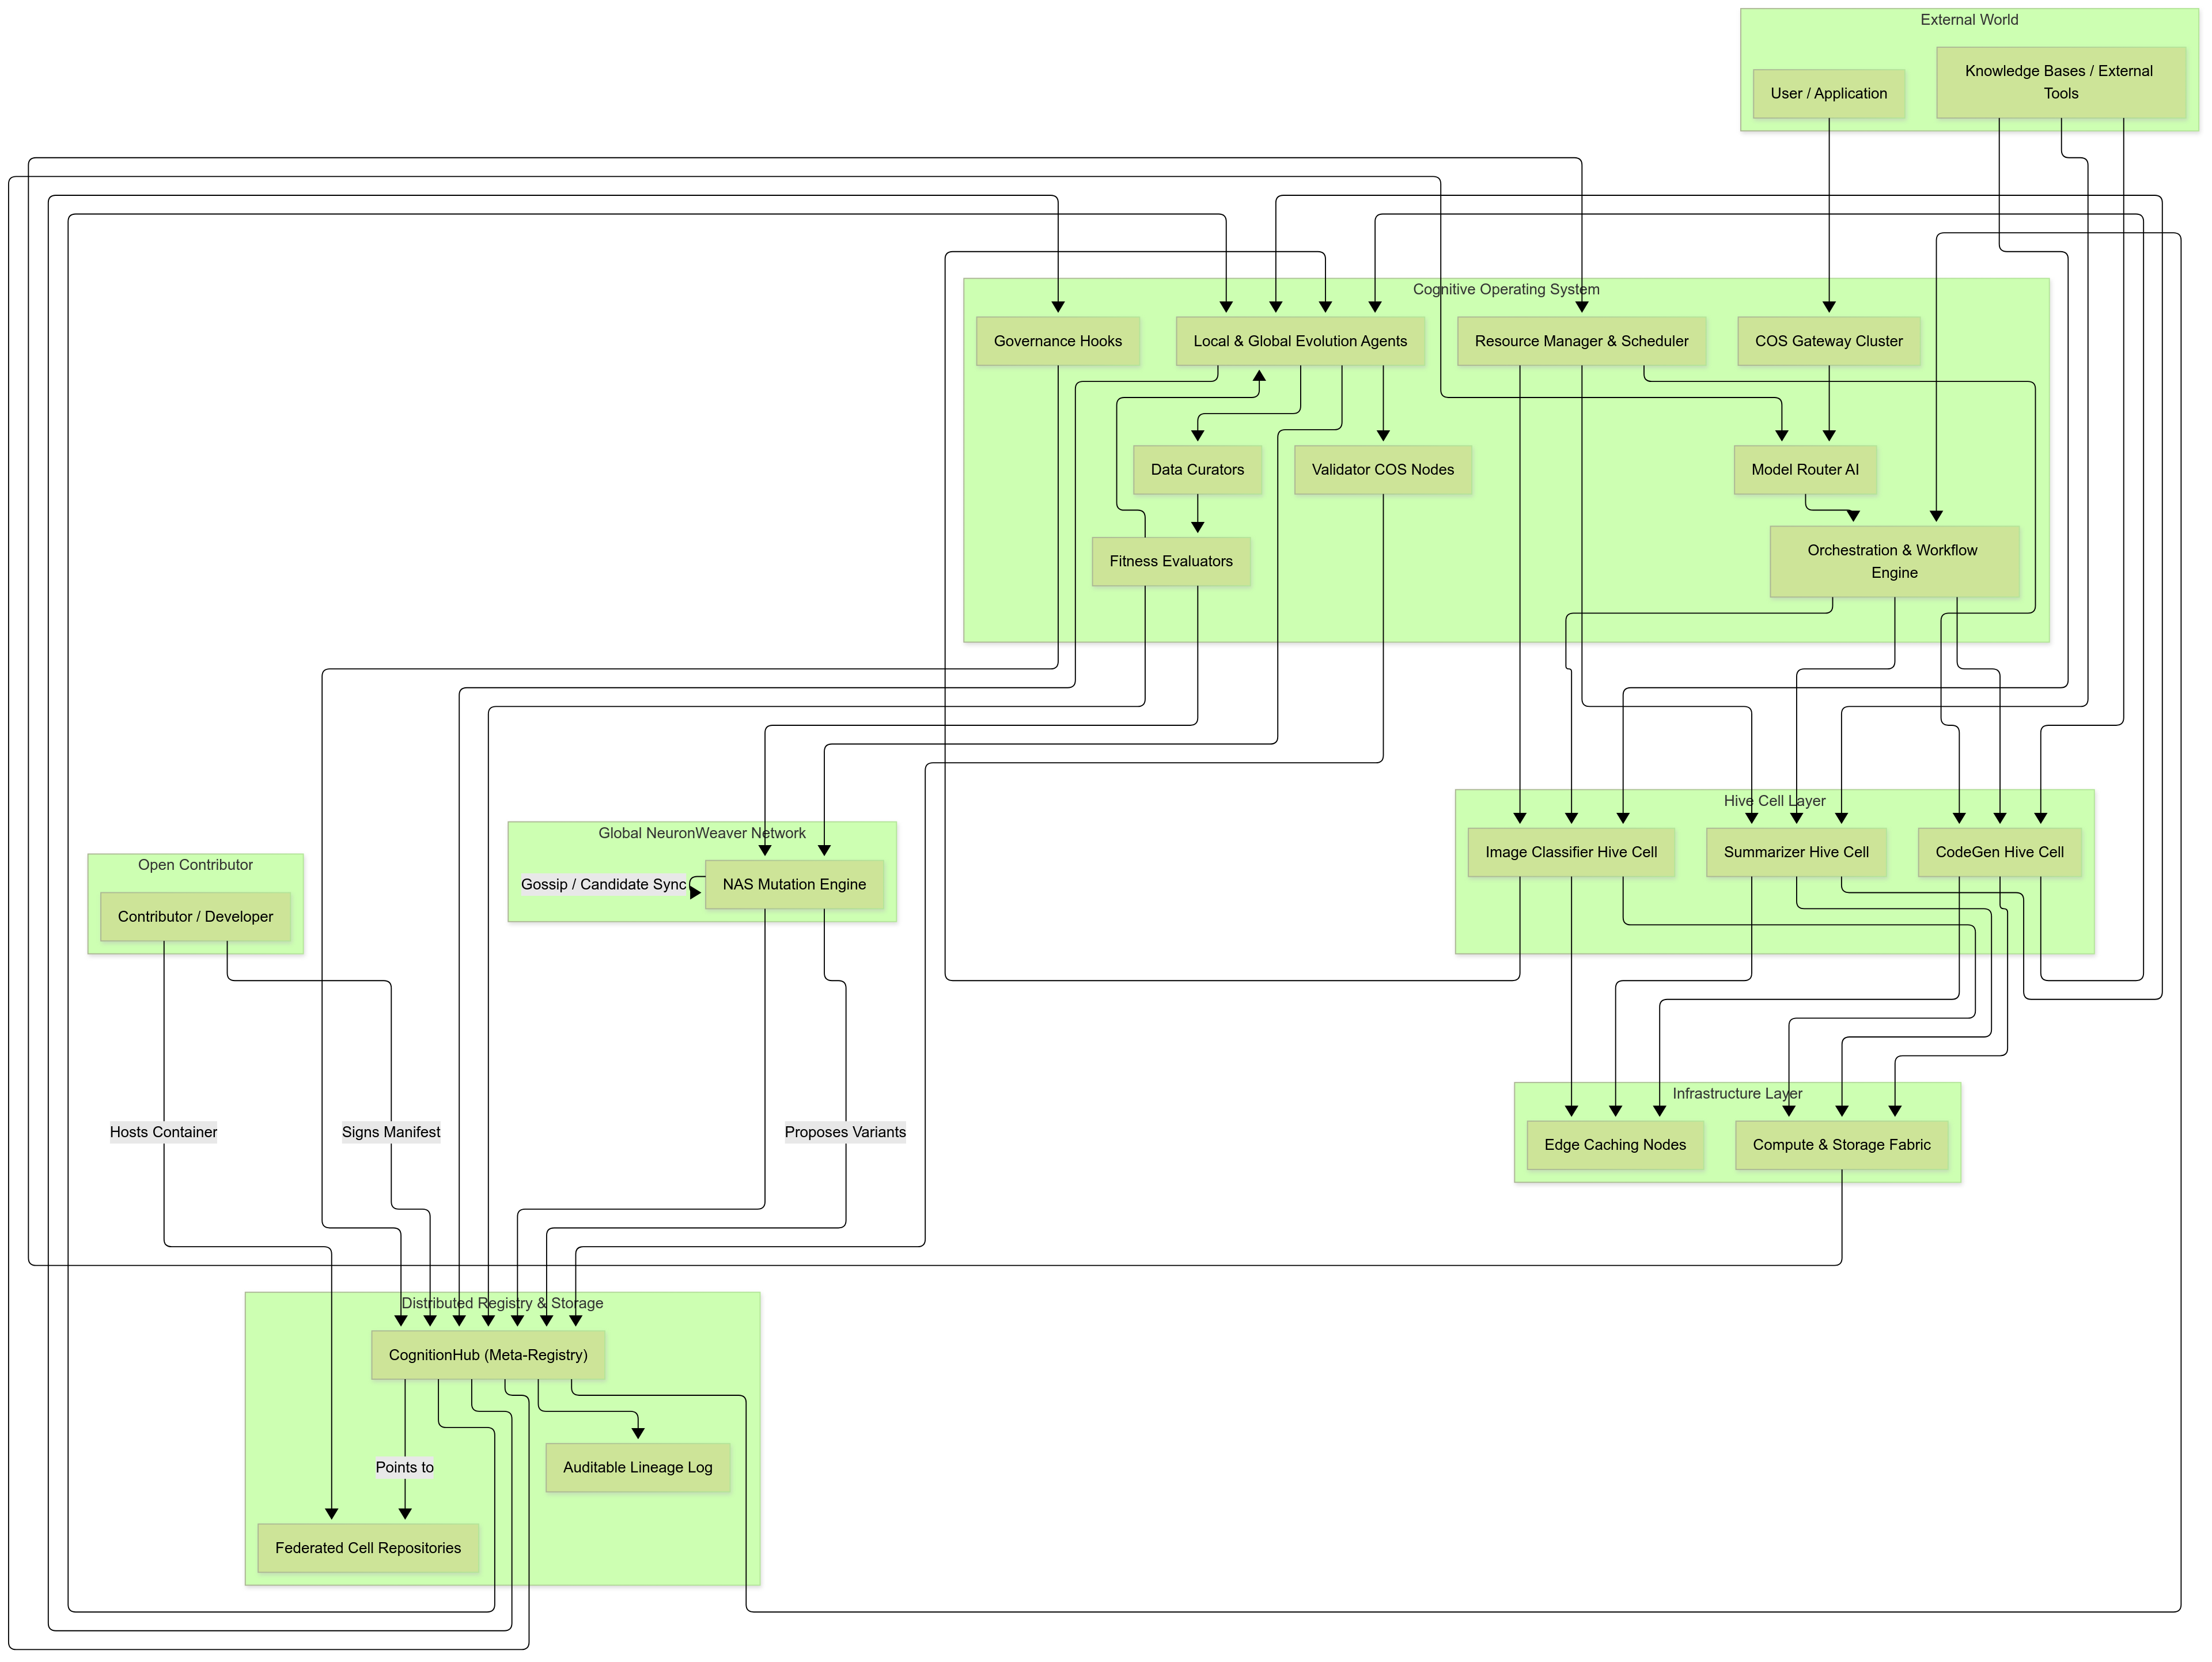 External World
User / Application
Knowledge Bases / External
Tools
Cognitive Operating System
Governance Hooks
Local & Global Evolution Agents
Resource Manager & Scheduler
COS Gateway Cluster
Data Curators
Validator COS Nodes
Model Router AI
Fitness Evaluators
Orchestration & Workflow
Engine
Hive Cell Layer
Image Classifier Hive Cell
Summarizer Hive Cell
CodeGen Hive Cell
Global NeuronWeaver Network
Gossip / Candidate Sync
NAS Mutation Engine
Open Contributor
Contributor / Developer
Hosts Container
Signs Manifest
Proposes Variants
Infrastructure Layer
Edge Caching Nodes
Compute & Storage Fabric
Distributed Registry & Storage
CognitionHub (Meta-Registry)
Points to
Auditable Lineage Log
Federated Cell Repositories